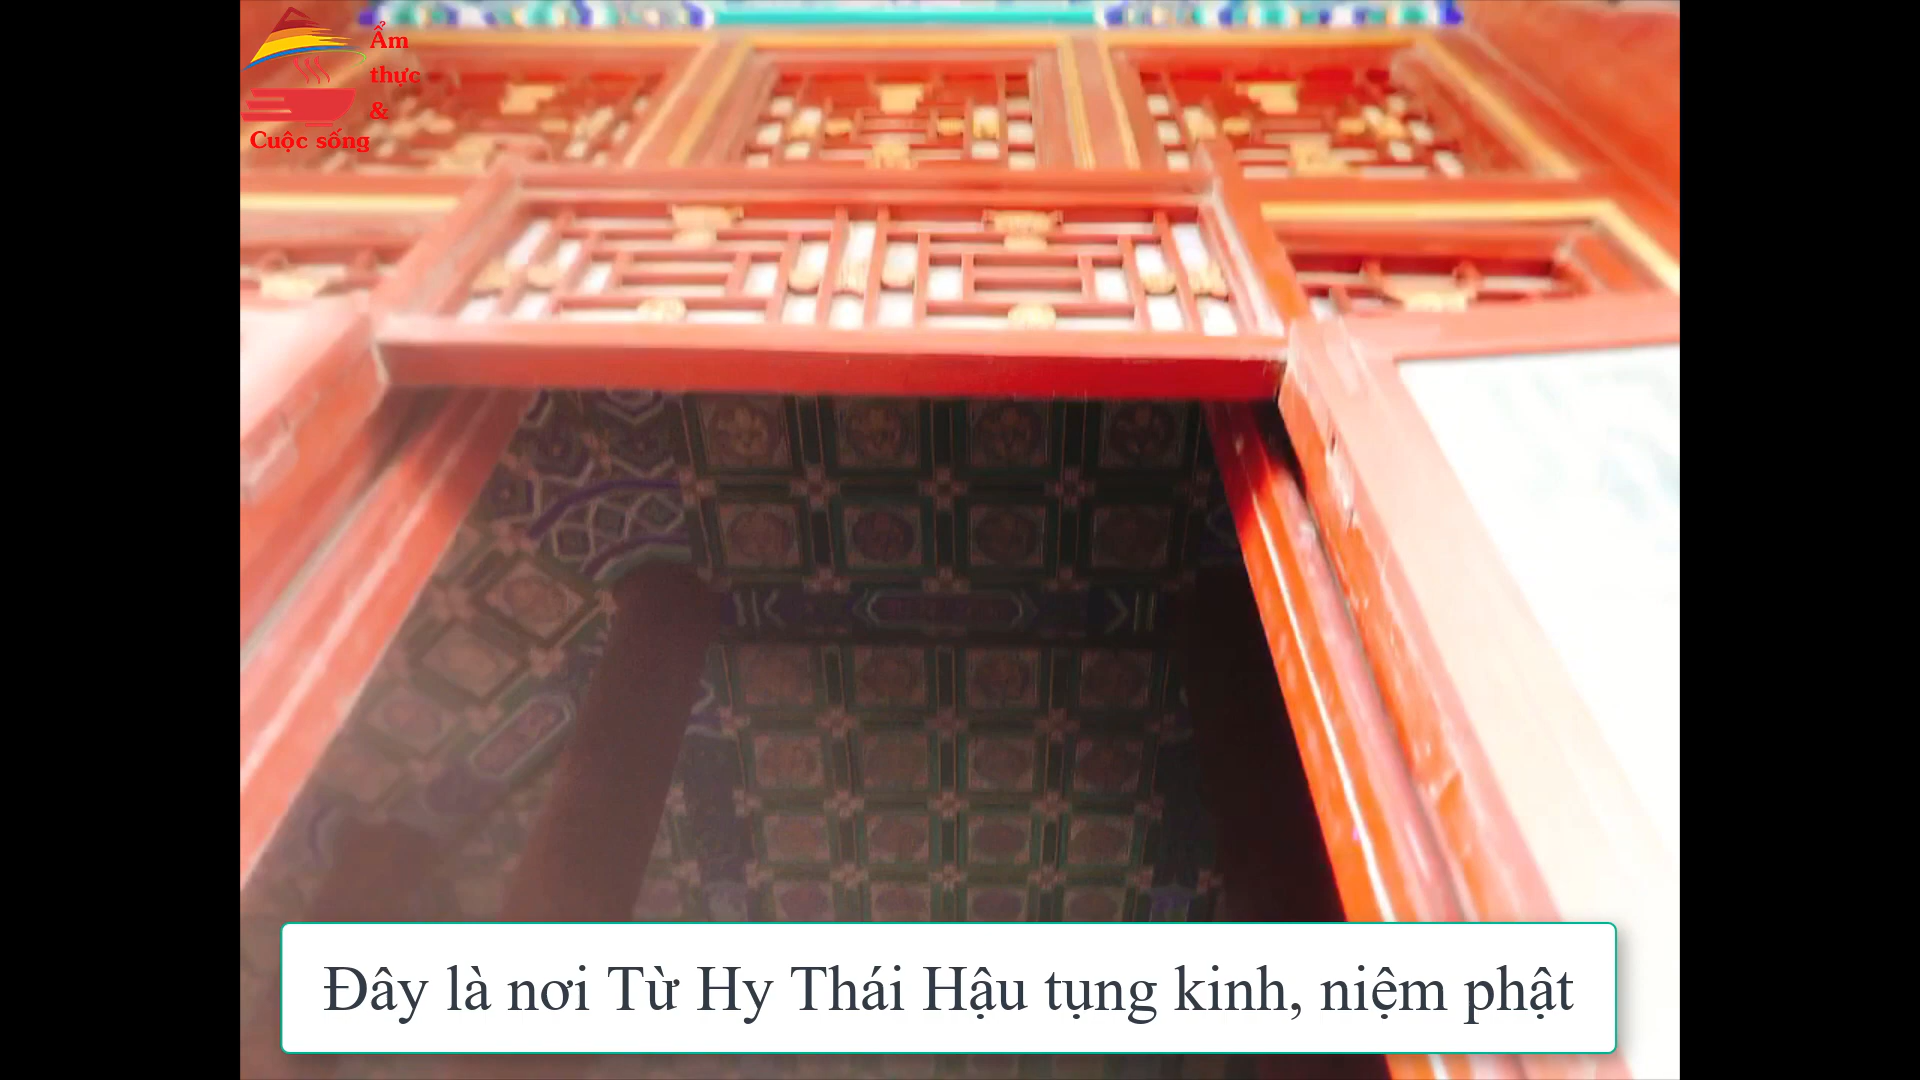 Ẩm
thực
&
Cuộc sống
Đây là nơi Từ Hy Thái Hậu tụng kinh, niệm phật